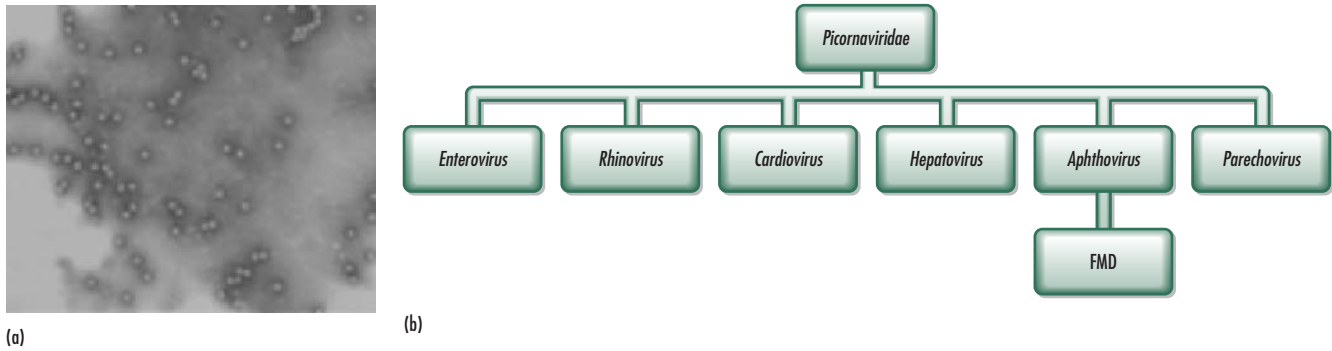 Picornaviridae
Enterovirus Rhinovirus Cardiovirus Hepatovirus Aphthovirus Parechovirus
FMD
(a)
(b)